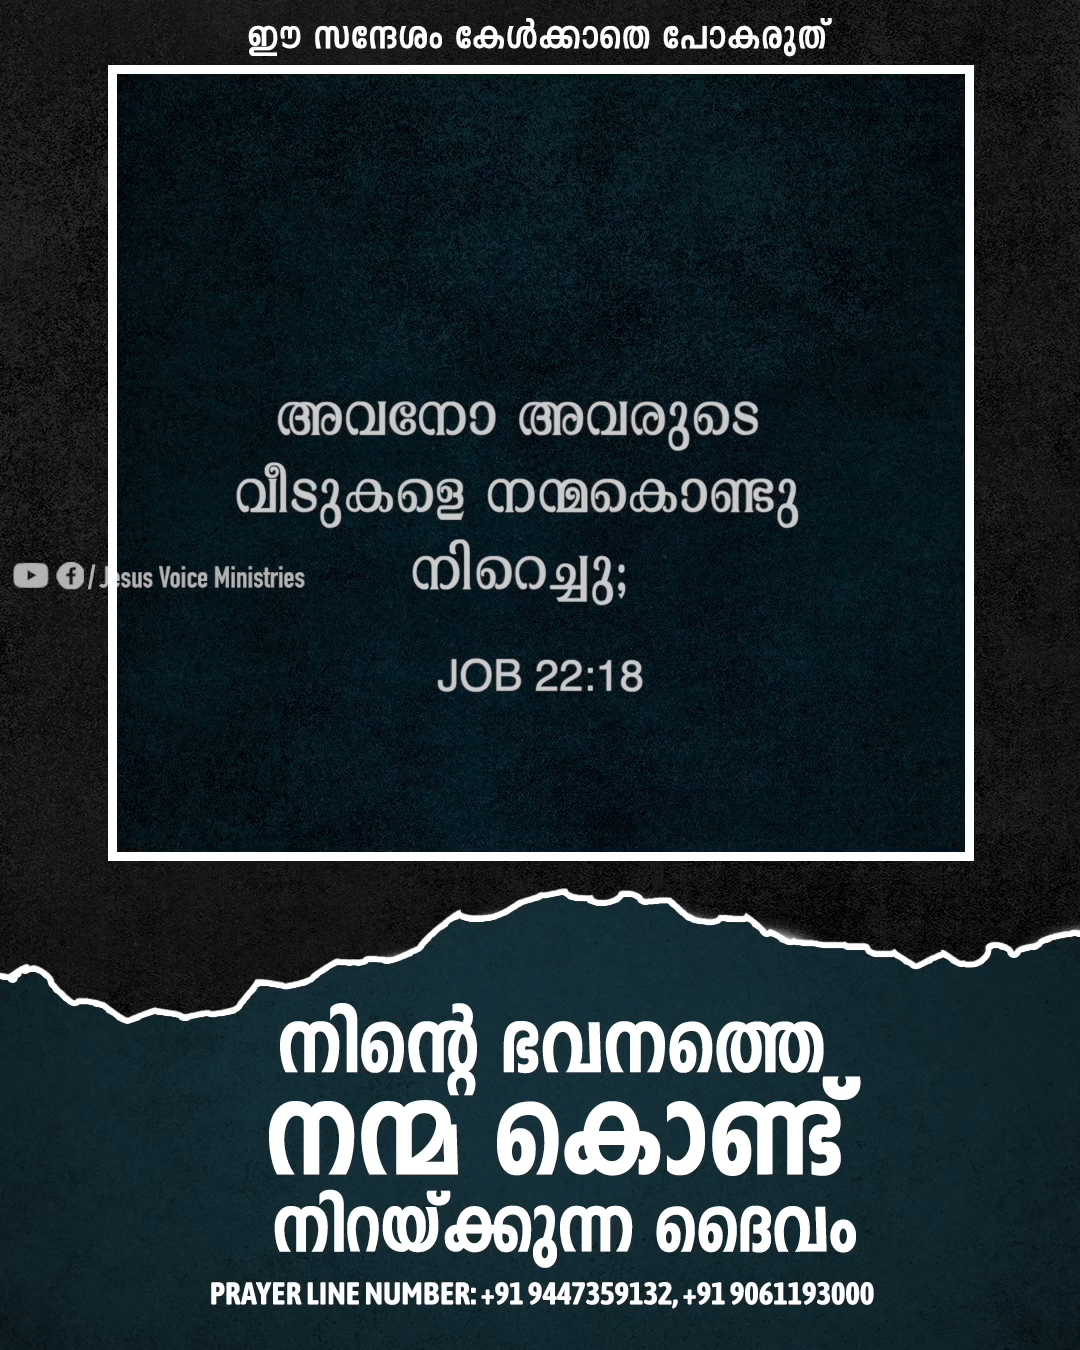 ഈ സന്ദേശം കേൾക്കാതെ പോകരുത്
അവനോ അവരുടെ
വീടുകളെ നന്മകൊണ്ടു
നിറെച്ചു;
/ Jesus Voice Ministries
JOB 22:18
നിന്റെ ഭവനത്തെ
നന്മ കൊണ്ട്
നിറയ്ക്കുന്ന ദൈവം
PRAYER LINE NUMBER: +91 9447359132, +91 9061193000